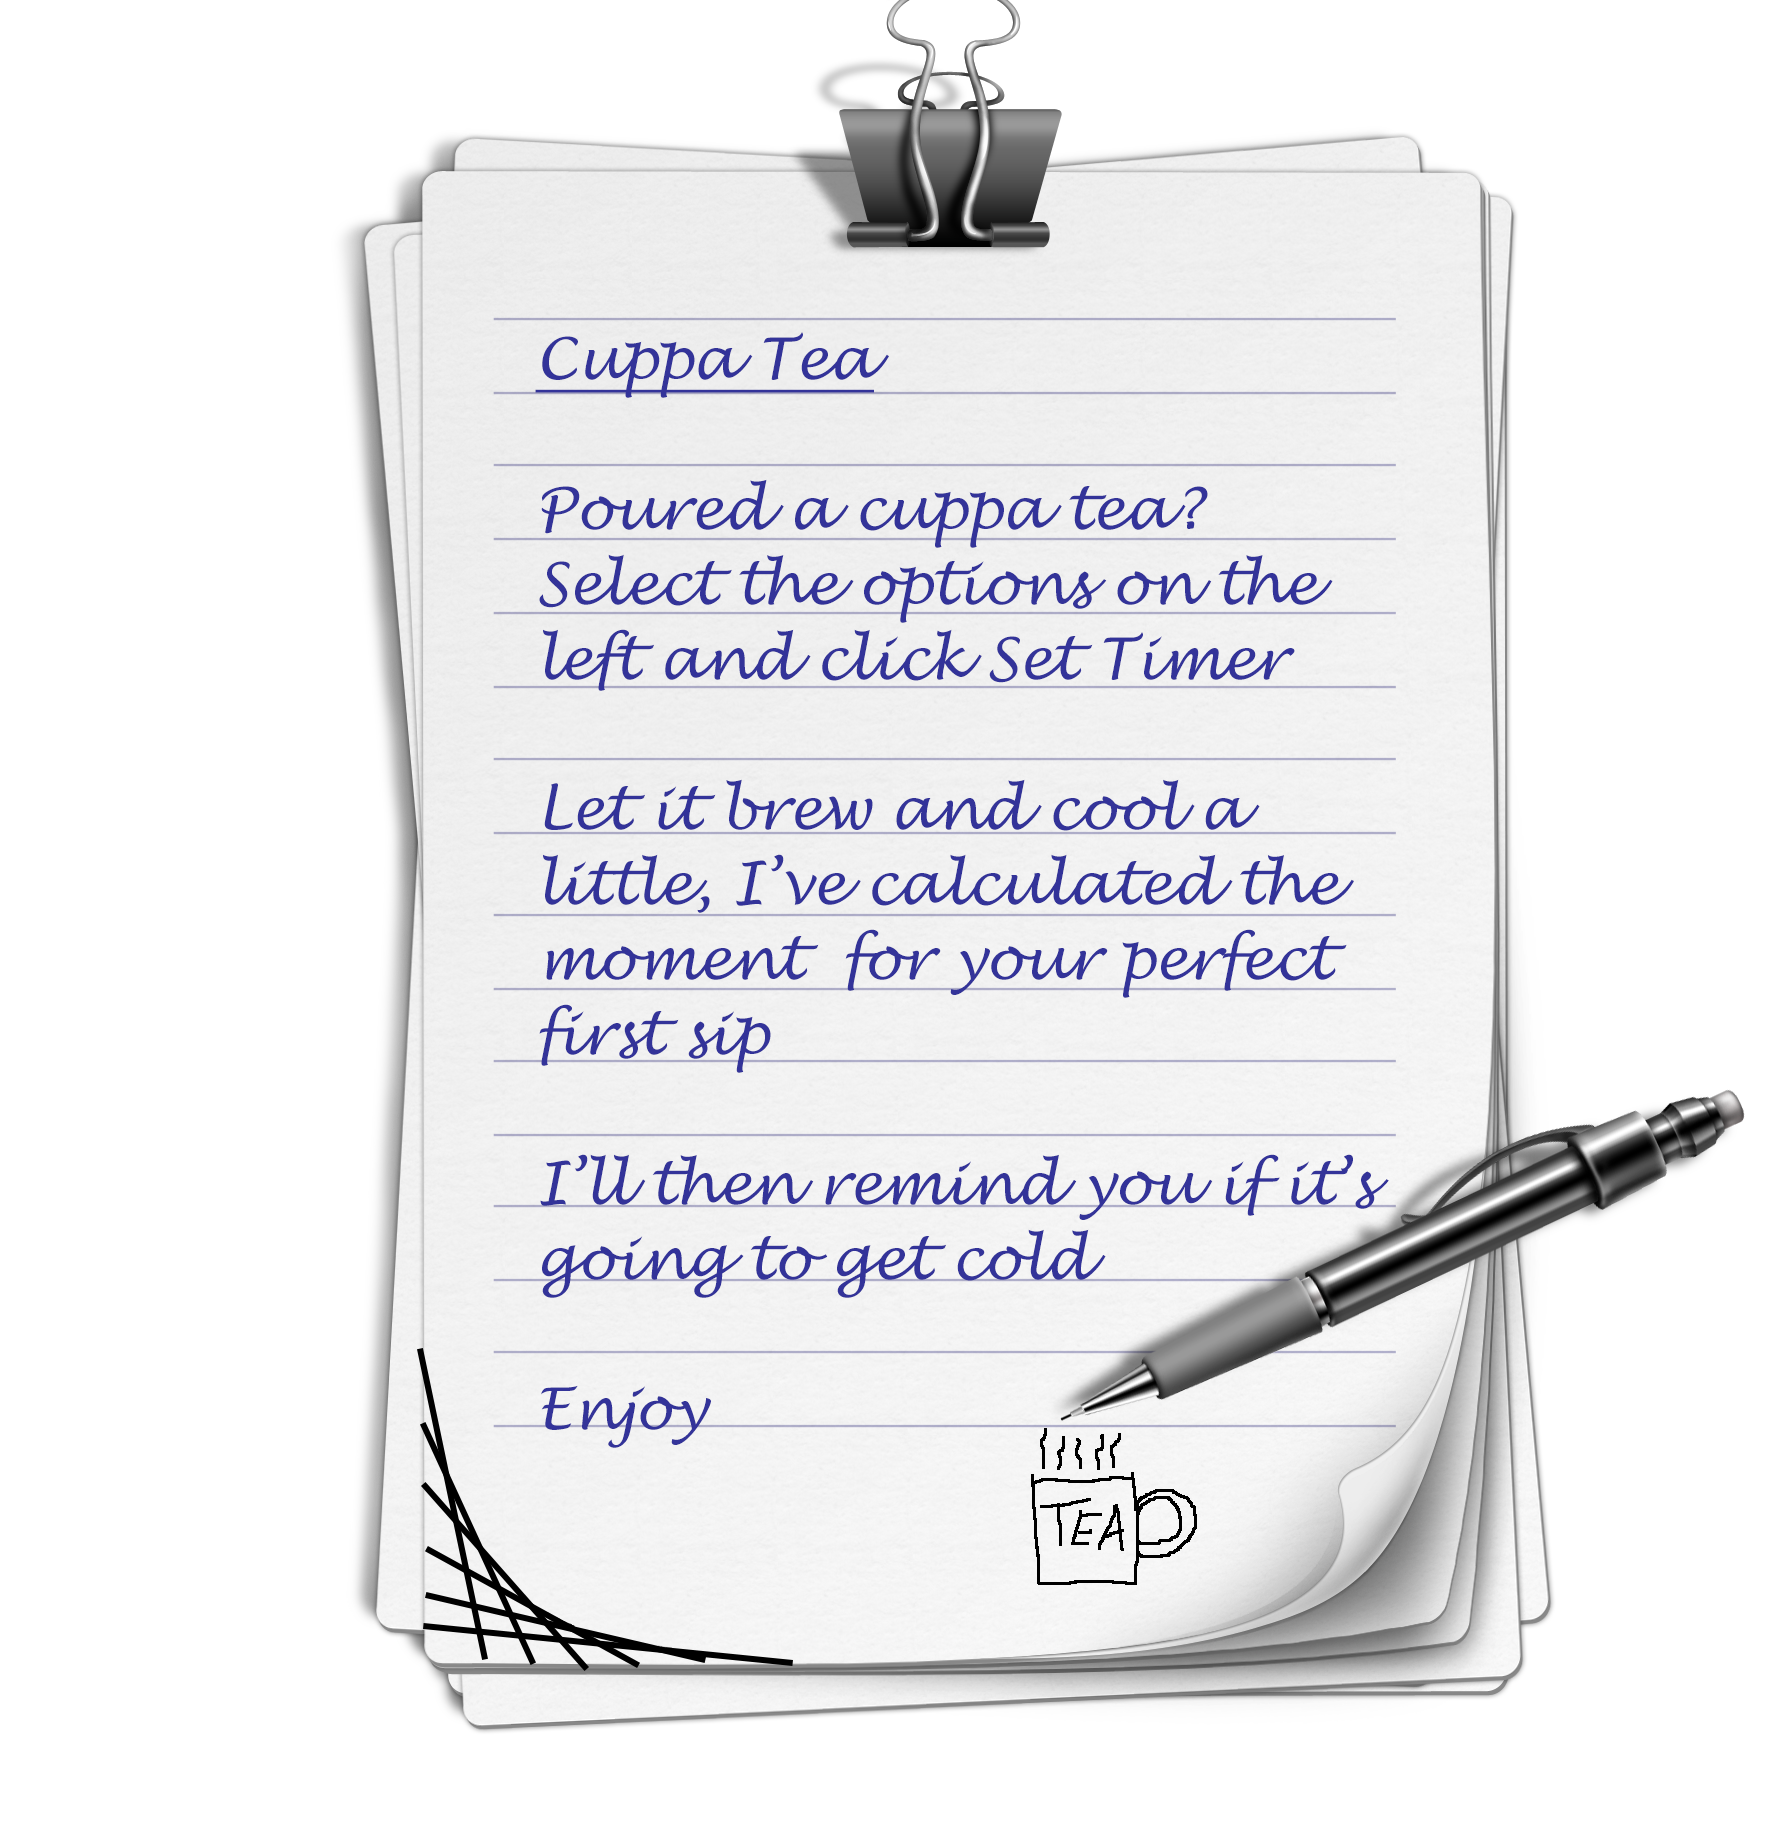 Cuppa Tea
Poured a cuppa tea?
Select the options on the
left and click Set Timer
Let it brew and cool a
little, I’ve calculated the
moment for your perfect
first sip
I’ll then remind you if it’s
going to get cold
Enjoy
TEA